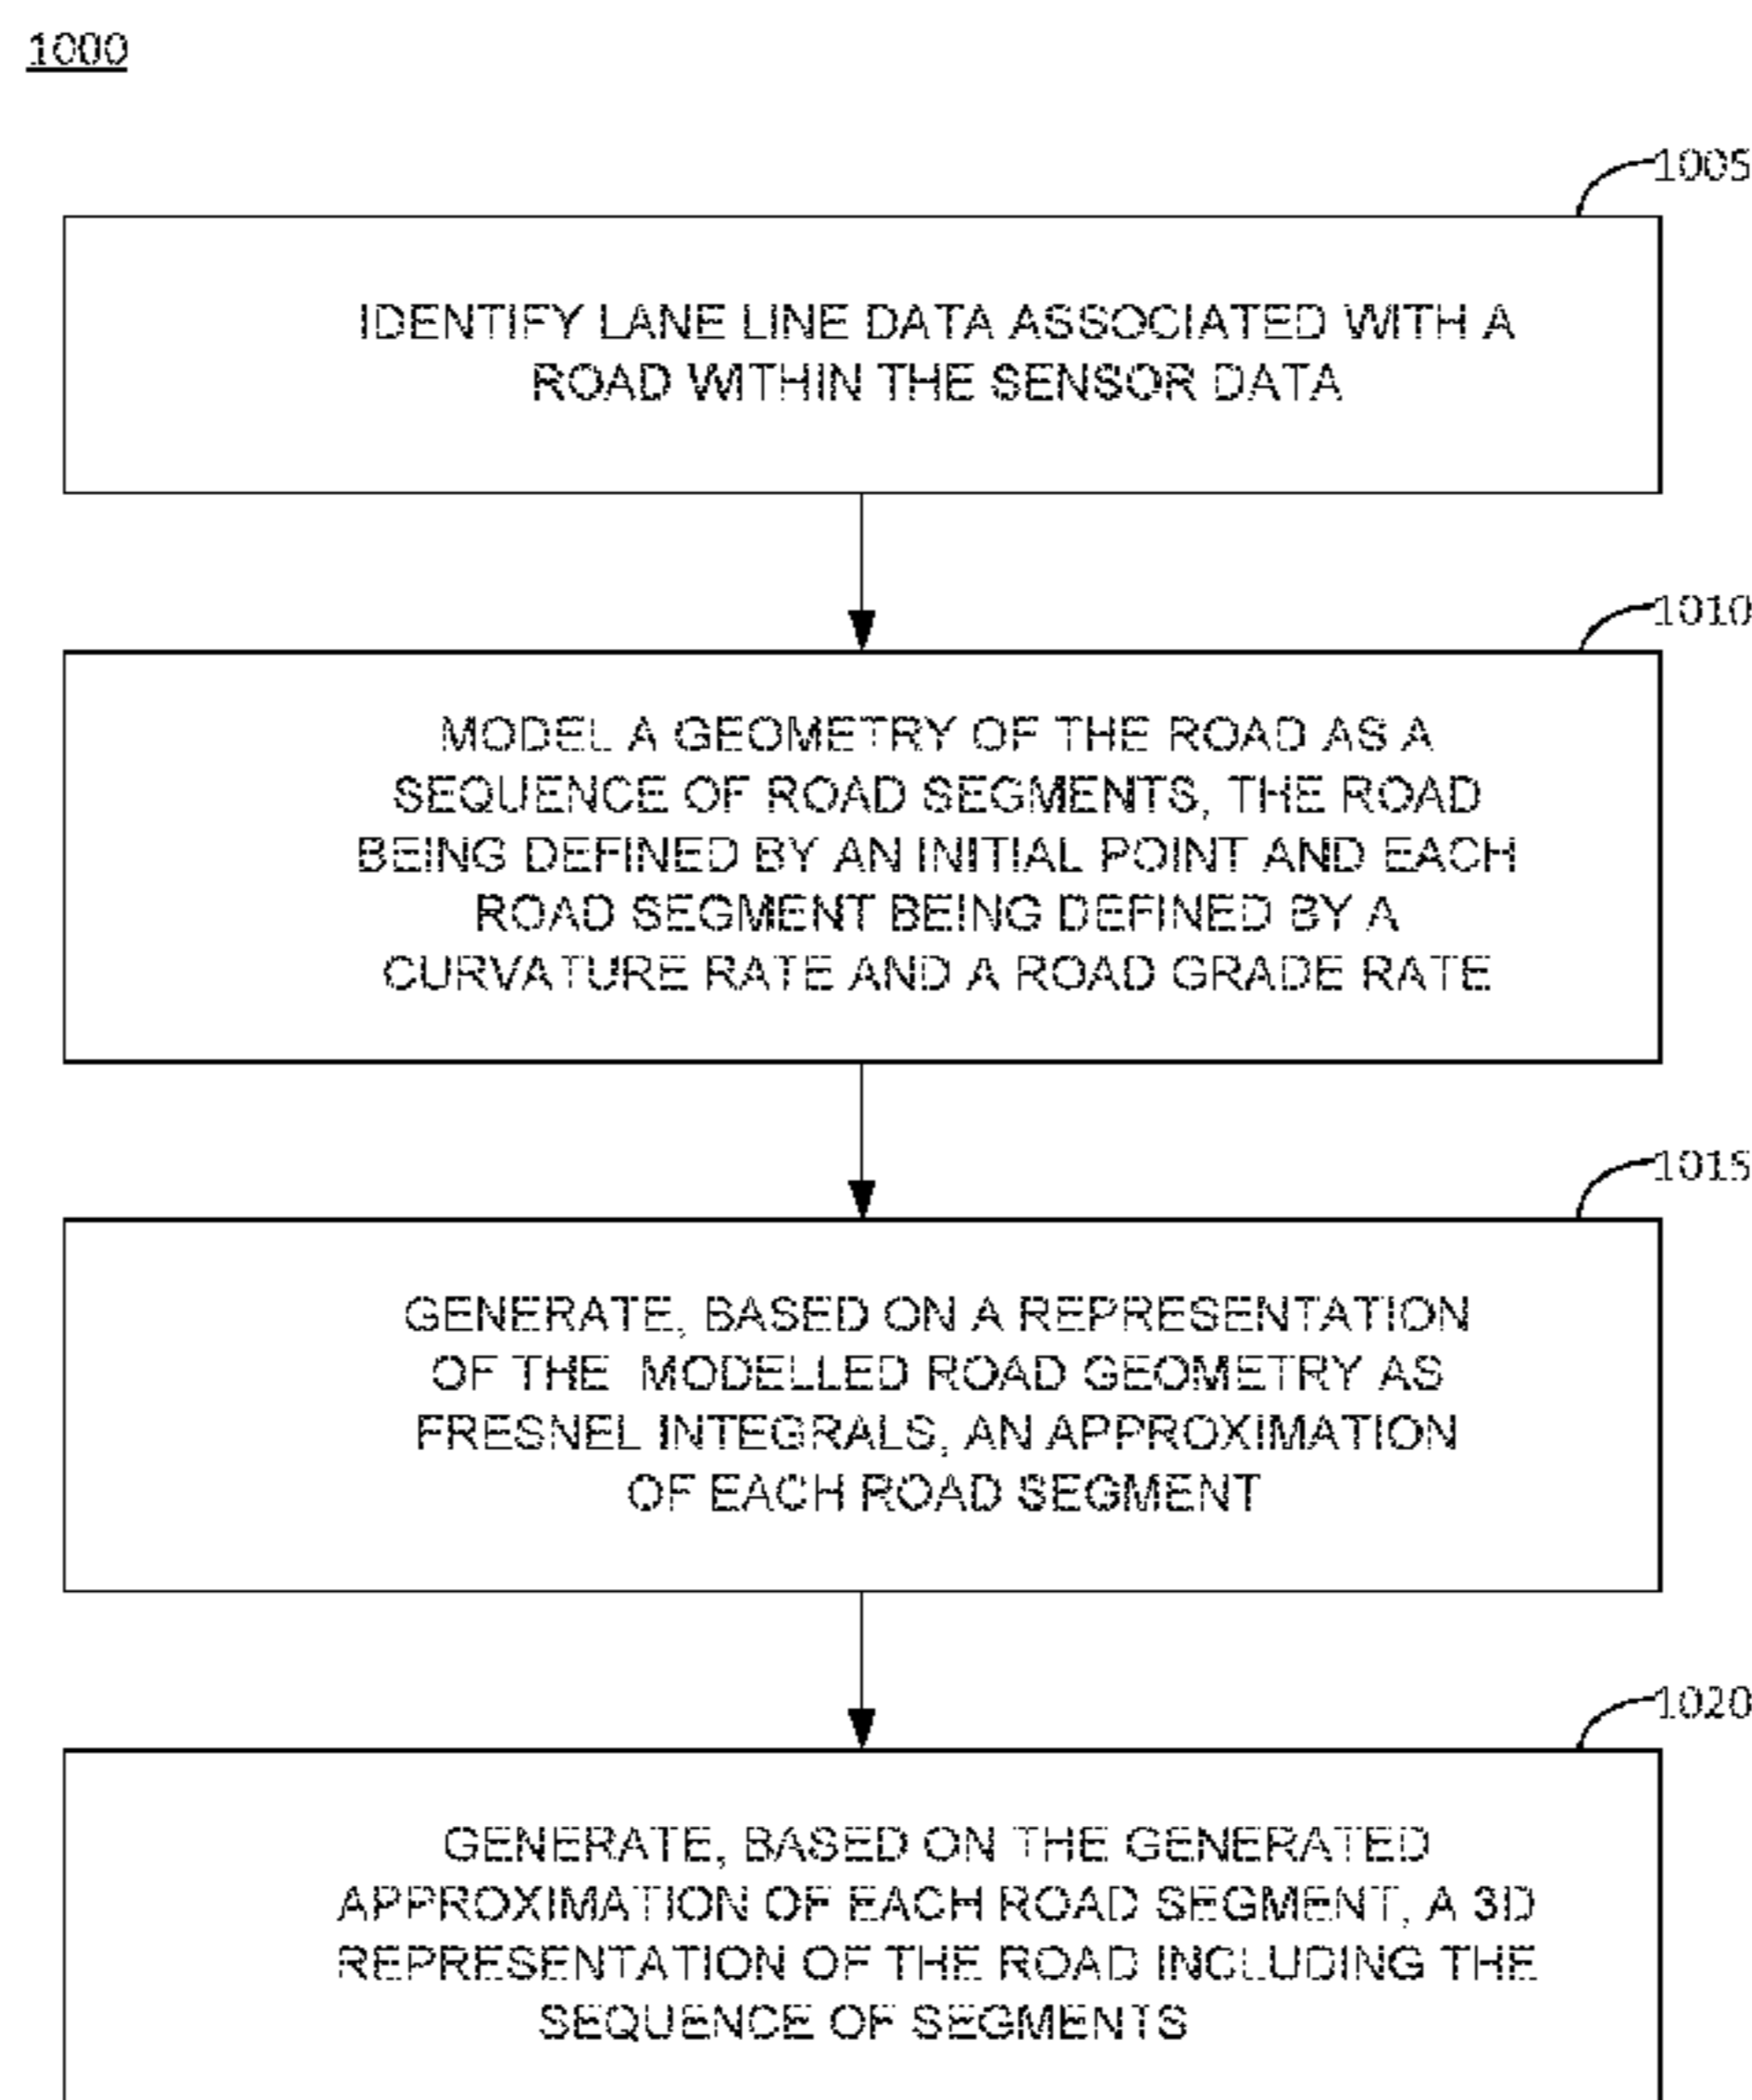 1000
1005
IDENTIFY LANE LINE DATA ASSOCIATED WITH A
ROAD WITHIN THE SENSOR DATA
1010
MODEL A GEOMETRY OF THE ROAD AS A
SEQUENCE OF ROAD SEGMENTS, THE ROAD
BEING DEFINED BY AN INITIAL POINT AND EACH
ROAD SEGMENT BEING DEFINED BY A
CURVATURE RATE AND A ROAD GRADE RATE
1015
GENERATE, BASED ON A REPRESENTATION
OF THE MODELLED ROAD GEOMETRY AS
FRESNEL INTEGRALS, AN APPROXIMATION
OF EACH ROAD SEGMENT
1020
GENERATE, BASED ON THE GENERATED
APPROXIMATION OF EACH ROAD SEGMENT, A 3D
REPRESENTATION OF THE ROAD INCLUDING THE
SEQUENCE OF SEGMENTS